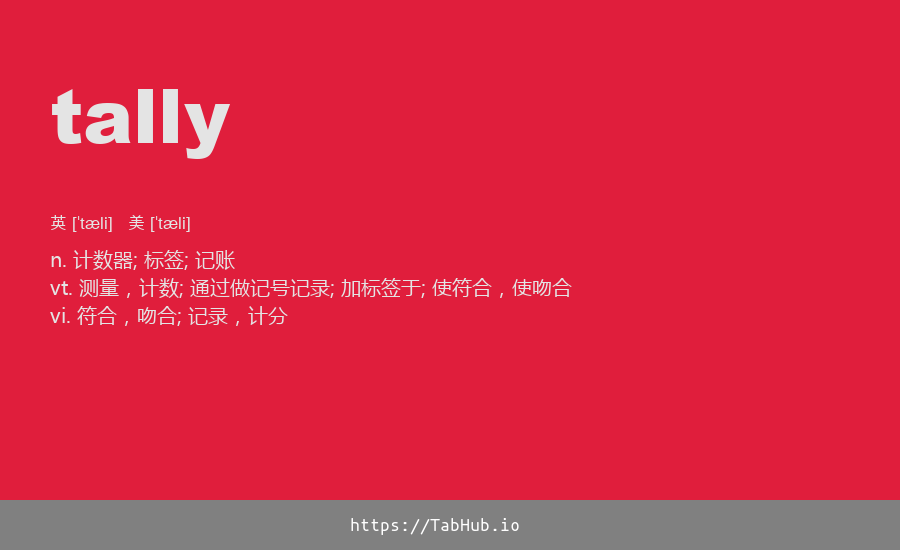 tally
英 ['tæli] 美 ['tæli]
n. 计数器; 标签; 记账
vt. 测量，计数; 通过做记号记录; 加标签于; 使符合，使吻合
vi. 符合，吻合; 记录，计分
https://TabHub.io